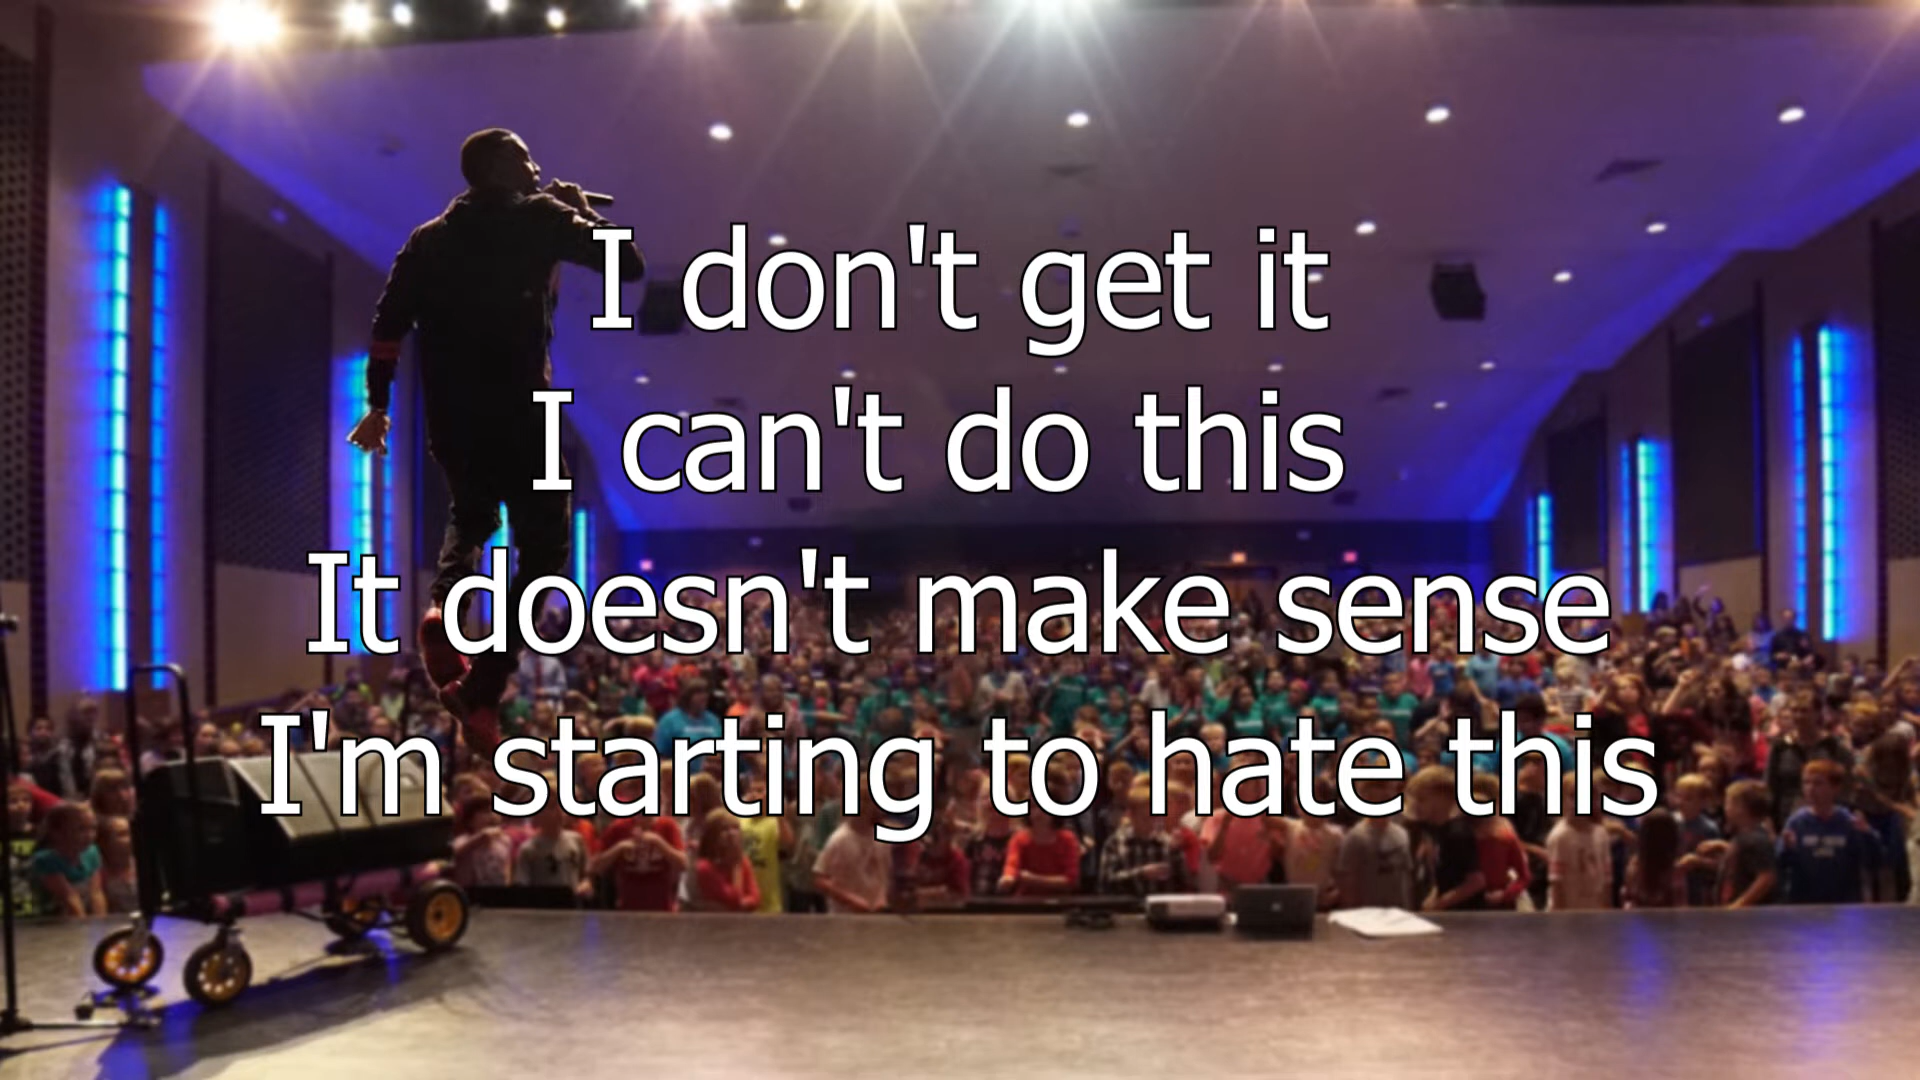 I don't get it
I can't do this
It doesn't make sense
I'm starting to hate this